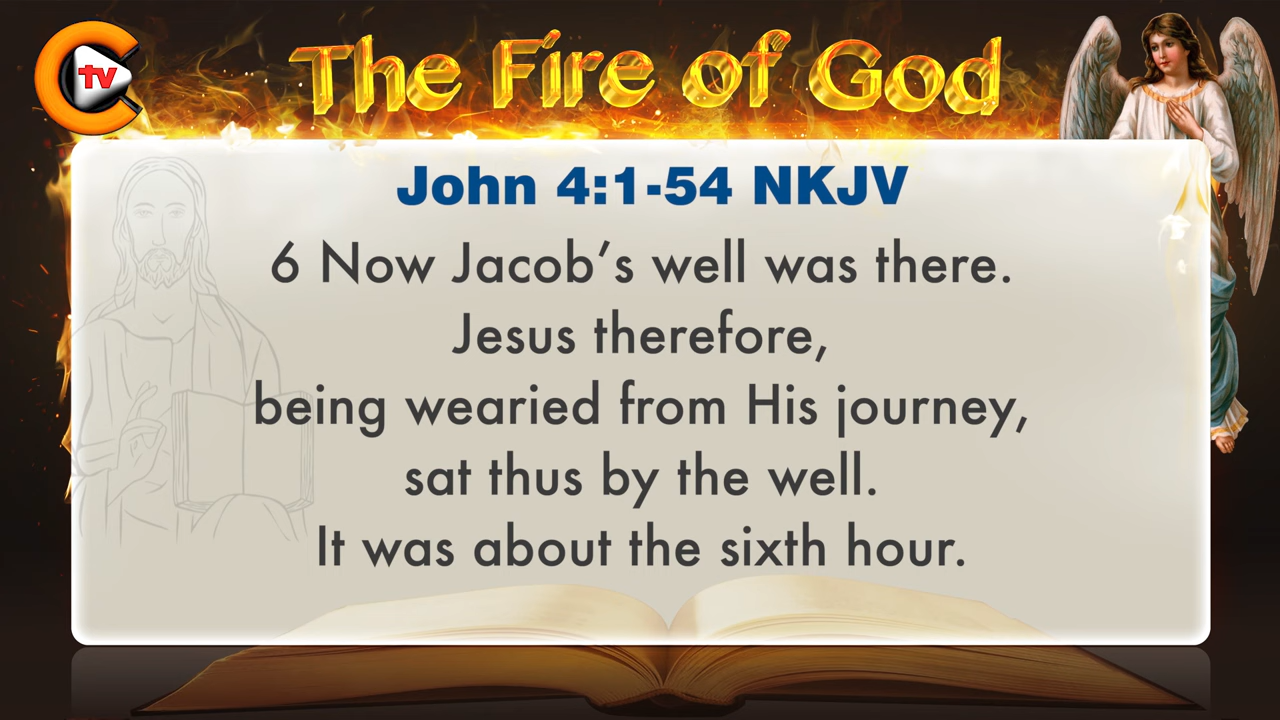 tv
The Fire of God
John 4:1-54 NKJV
6 Now Jacob’s well was there.
Jesus therefore,
being wearied from His journey,
sat thus by the well.
It was about the sixth hour.